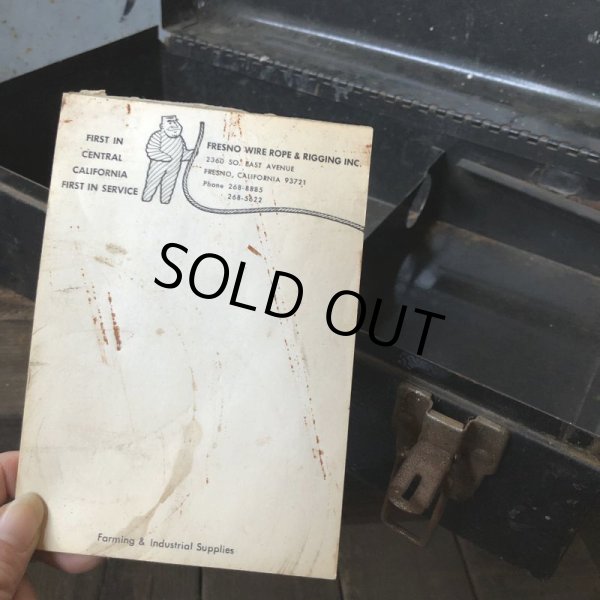 FIRST IN
CENTRAL
CALIFORNIA
FIRST IN SERVICE
FRESNO WIRE ROPE & RIGGING INC.
2360 SO. EAST AVENUE
FRESNO, CALIFORNIA 93721
Phone 268-8885
268-5622
SOLD OUT
Farming & Industrial Supplies